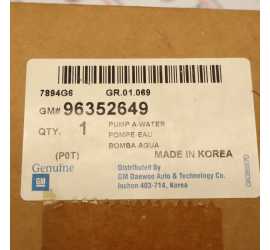 7894G6 GR.01.069
GM# 96352649
QTY. 1 PUMP A-WATER
POMPE-EAU
BOMBA AGUA
(P0T) MADE IN KOREA
Genuine
GM
Distributed By
GM Daewoo Auto & Technology Co.
Inchon 403-714, Korea